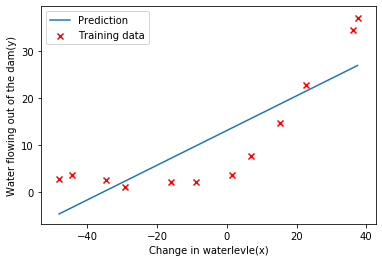 Prediction
Training data
30
20
10
0
Water flowing out of the dam(y)
−40
−20
0
20
40
Change in waterlevle(x)